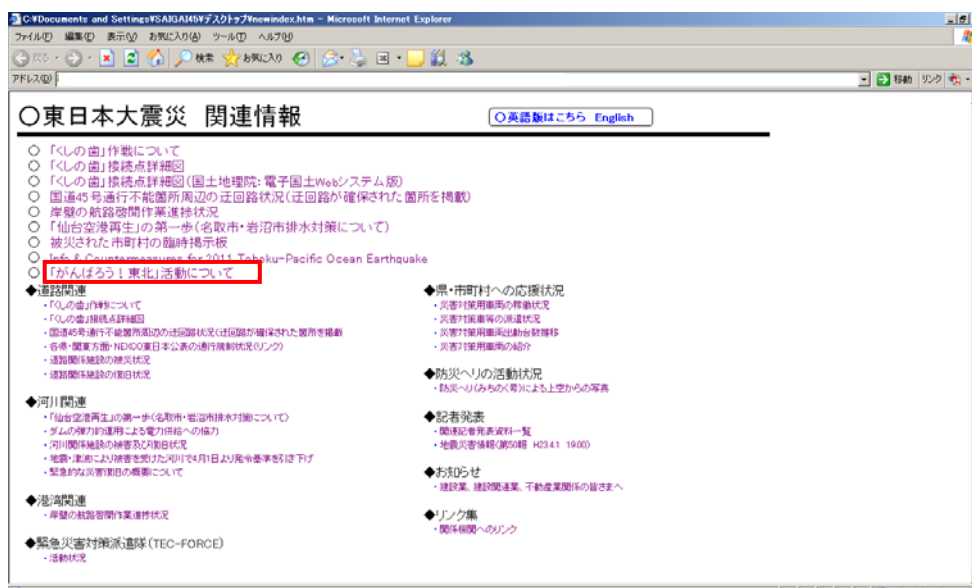 C:¥Documents and Settings¥SAIGAI45¥デスクトップ¥newindex.htm - Microsoft Internet Explorer
ファイル(F) 編集(E) 表示(V) お気に入り(A) ツール(T) ヘルプ(H)
戻る 検索 お気に入り
アドレス(D) 移動 リンク
○東日本大震災 関連情報
○英語版はこちら English
○ 「くしの歯」作戦について
○ 「くしの歯」接続点詳細図
○ 「くしの歯」接続点詳細図(国土地理院:電子国土Webシステム版)
○ 国道45号通行不能箇所周辺の迂回路状況(迂回路が確保された箇所を掲載)
○ 岸壁の航路啓開作業進捗状況
○ 「仙台空港再生」の第一歩(名取市・岩沼市排水対策について)
○ 被災された市町村の臨時掲示板
○ Info & Countermeasures for 2011 Tohoku-Pacific Ocean Earthquake
○ 「がんばろう!東北」活動について
◆道路関連
・「くしの歯」作戦について
・「くしの歯」接続点詳細図
・国道45号通行不能箇所周辺の迂回路状況(迂回路が確保された箇所を掲載)
・各県・関東方面・NEXCO東日本公表の通行規制状況(リンク)
・道路関係施設の被災状況
・道路関係施設の復旧状況
◆河川関連
・「仙台空港再生」の第一歩(名取市・岩沼市排水対策について)
・ダムの弾力的運用による電力供給への協力
・河川関係施設の被害及び復旧状況
・地震・津波により被害を受けた河川で4月1日より発令基準を引き下げ
・緊急的な災害復旧の概要について
◆港湾関連
・岸壁の航路啓開作業進捗状況
◆緊急災害対策派遣隊(TEC-FORCE)
・活動状況
◆県・市町村への応援状況
・災害対策用車両の稼働状況
・災害対策車等の派遣状況
・災害対策用車両出動台数推移
・災害対策用車両の紹介
◆防災ヘリの活動状況
・防災ヘリ(みちのく号)による上空からの写真
◆記者発表
・関連記者発表資料一覧
・地震災害情報(第50報 H23.4.1 19:00)
◆お知らせ
・建設業、建設関連業、不動産業関係の皆さまへ
◆リンク集
・関係機関へのリンク